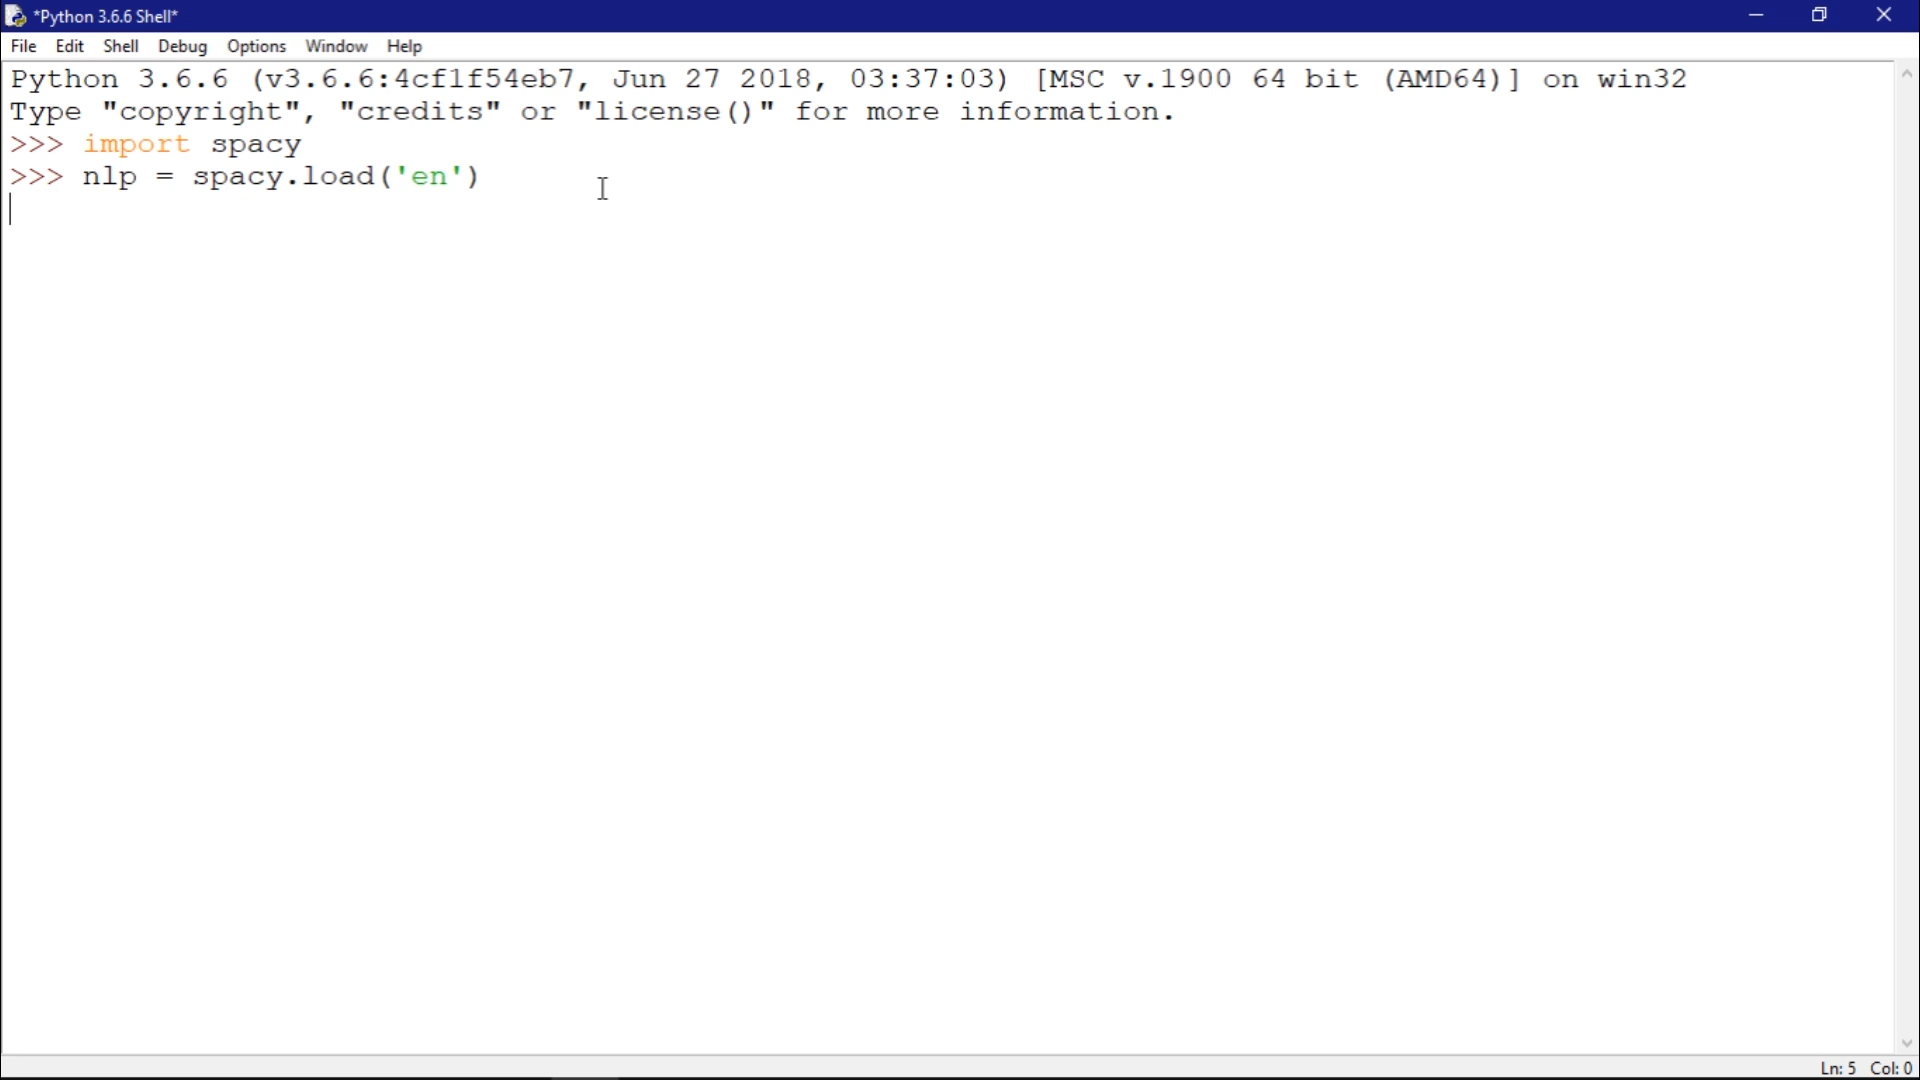 *Python 3.6.6 Shell*
File Edit Shell Debug Options Window Help
Python 3.6.6 (v3.6.6:4cf1f54eb7, Jun 27 2018, 03:37:03) [MSC v.1900 64 bit (AMD64)] on win32
Type "copyright", "credits" or "license()" for more information.
>>> import spacy
>>> nlp = spacy.load('en')
Ln: 5 Col: 0